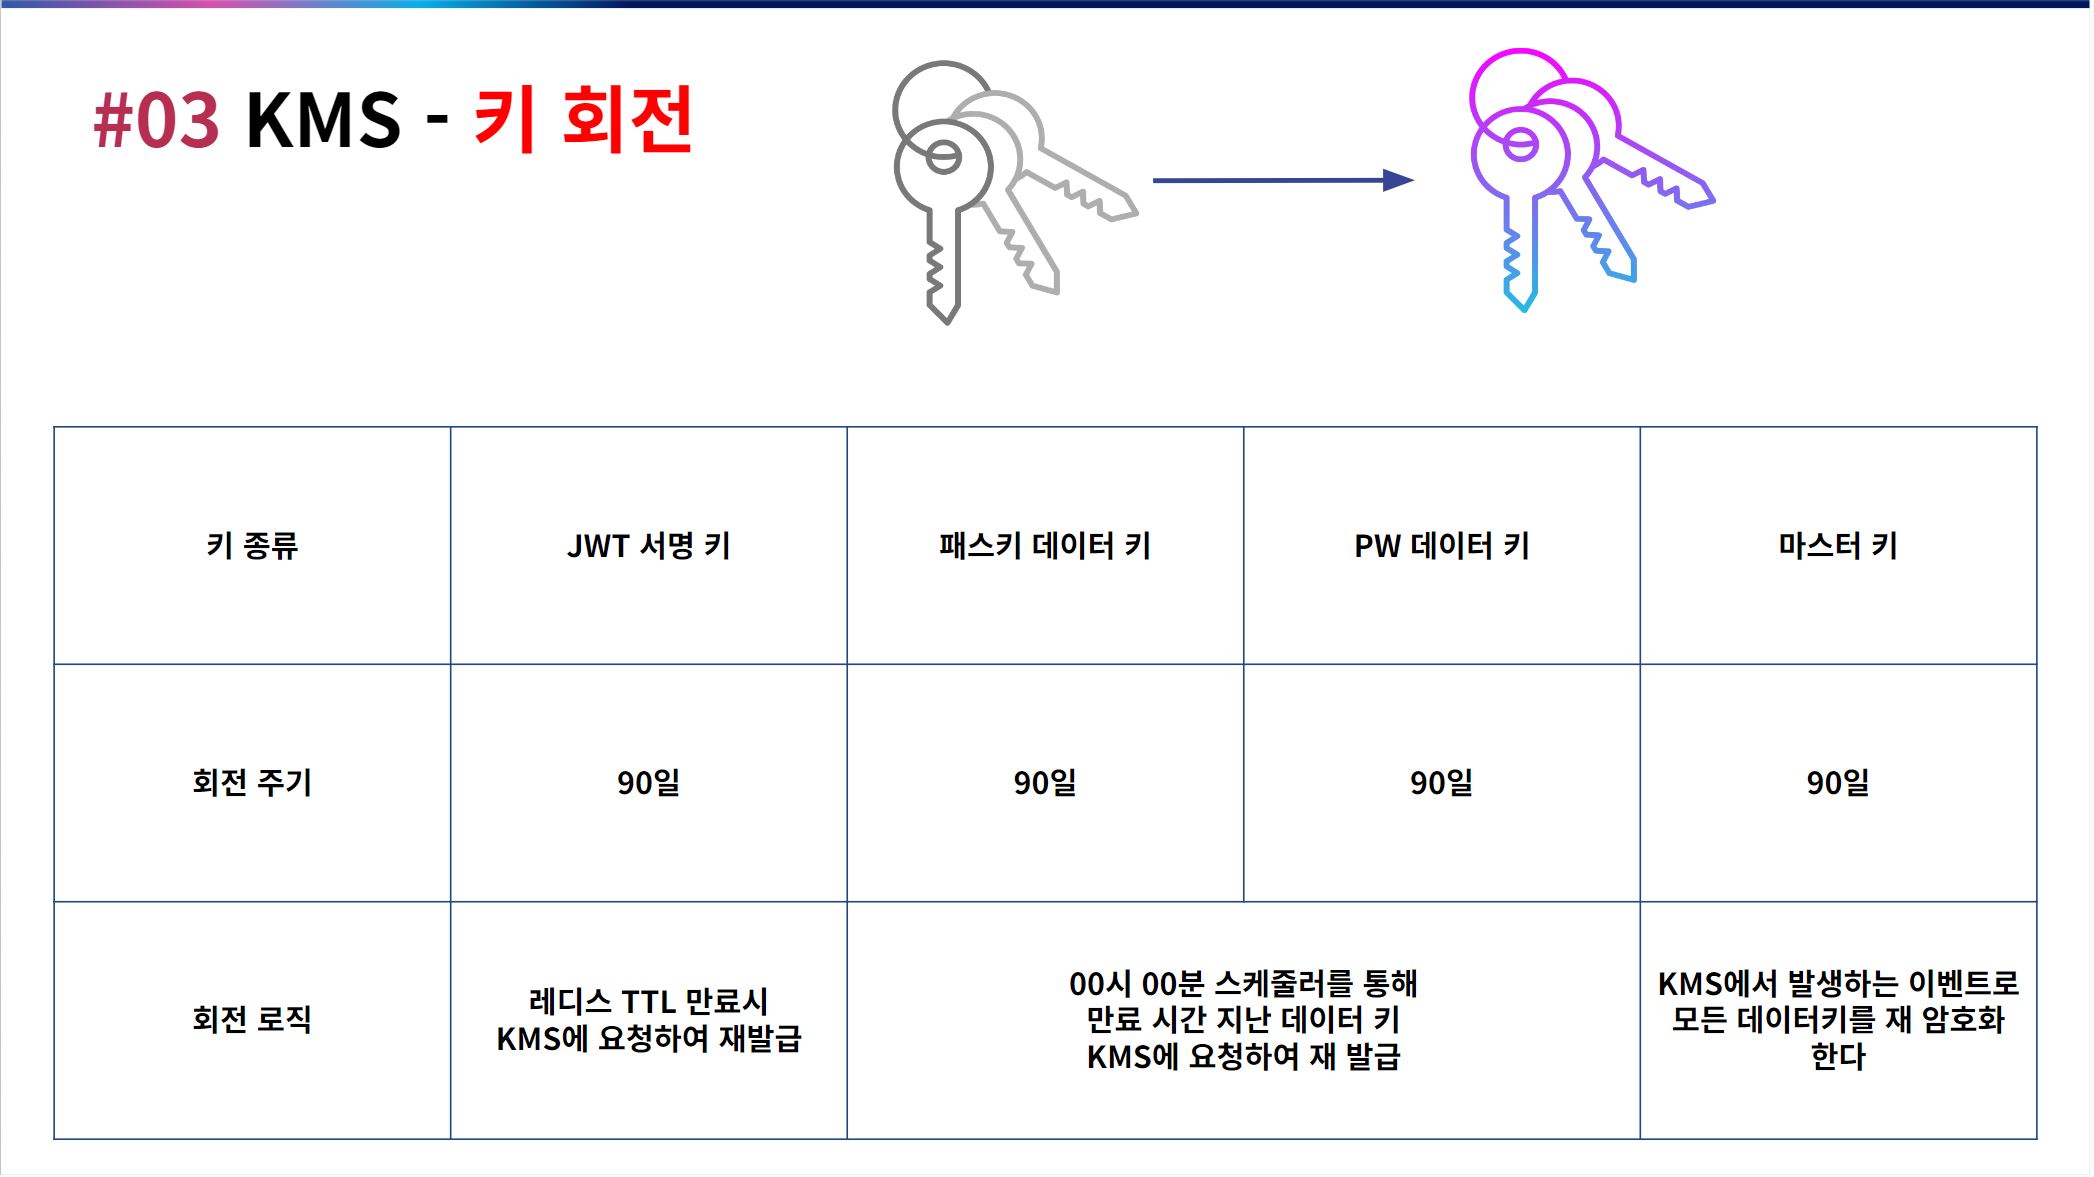 #03 KMS - 키 회전
키 종류
JWT 서명 키
패스키 데이터 키
PW 데이터 키
마스터 키
회전 주기
90일
90일
90일
90일
회전 로직
레디스 TTL 만료시
KMS에 요청하여 재발급
00시 00분 스케줄러를 통해
만료 시간 지난 데이터 키
KMS에 요청하여 재 발급
KMS에서 발생하는 이벤트로
모든 데이터키를 재 암호화
한다